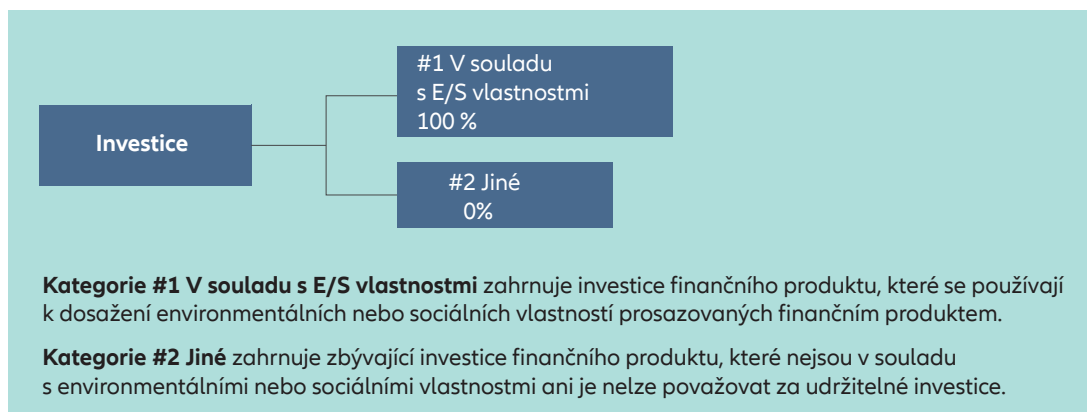 #1 V souladu
s E/S vlastnostmi
100 %
Investice
#2 Jiné
0%
Kategorie #1 V souladu s E/S vlastnostmi zahrnuje investice finančního produktu, které se používají
k dosažení environmentálních nebo sociálních vlastností prosazovaných finančním produktem.
Kategorie #2 Jiné zahrnuje zbývající investice finančního produktu, které nejsou v souladu
s environmentálními nebo sociálními vlastnostmi ani je nelze považovat za udržitelné investice.